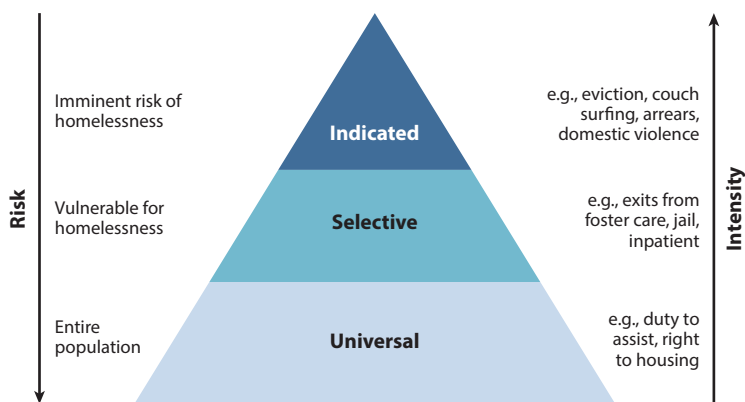 Risk
Imminent risk of
homelessness
Indicated
e.g., eviction, couch
surfing, arrears,
domestic violence
Vulnerable for
homelessness
Selective
e.g., exits from
foster care, jail,
inpatient
Entire
population
Universal
e.g., duty to
assist, right
to housing
Intensity